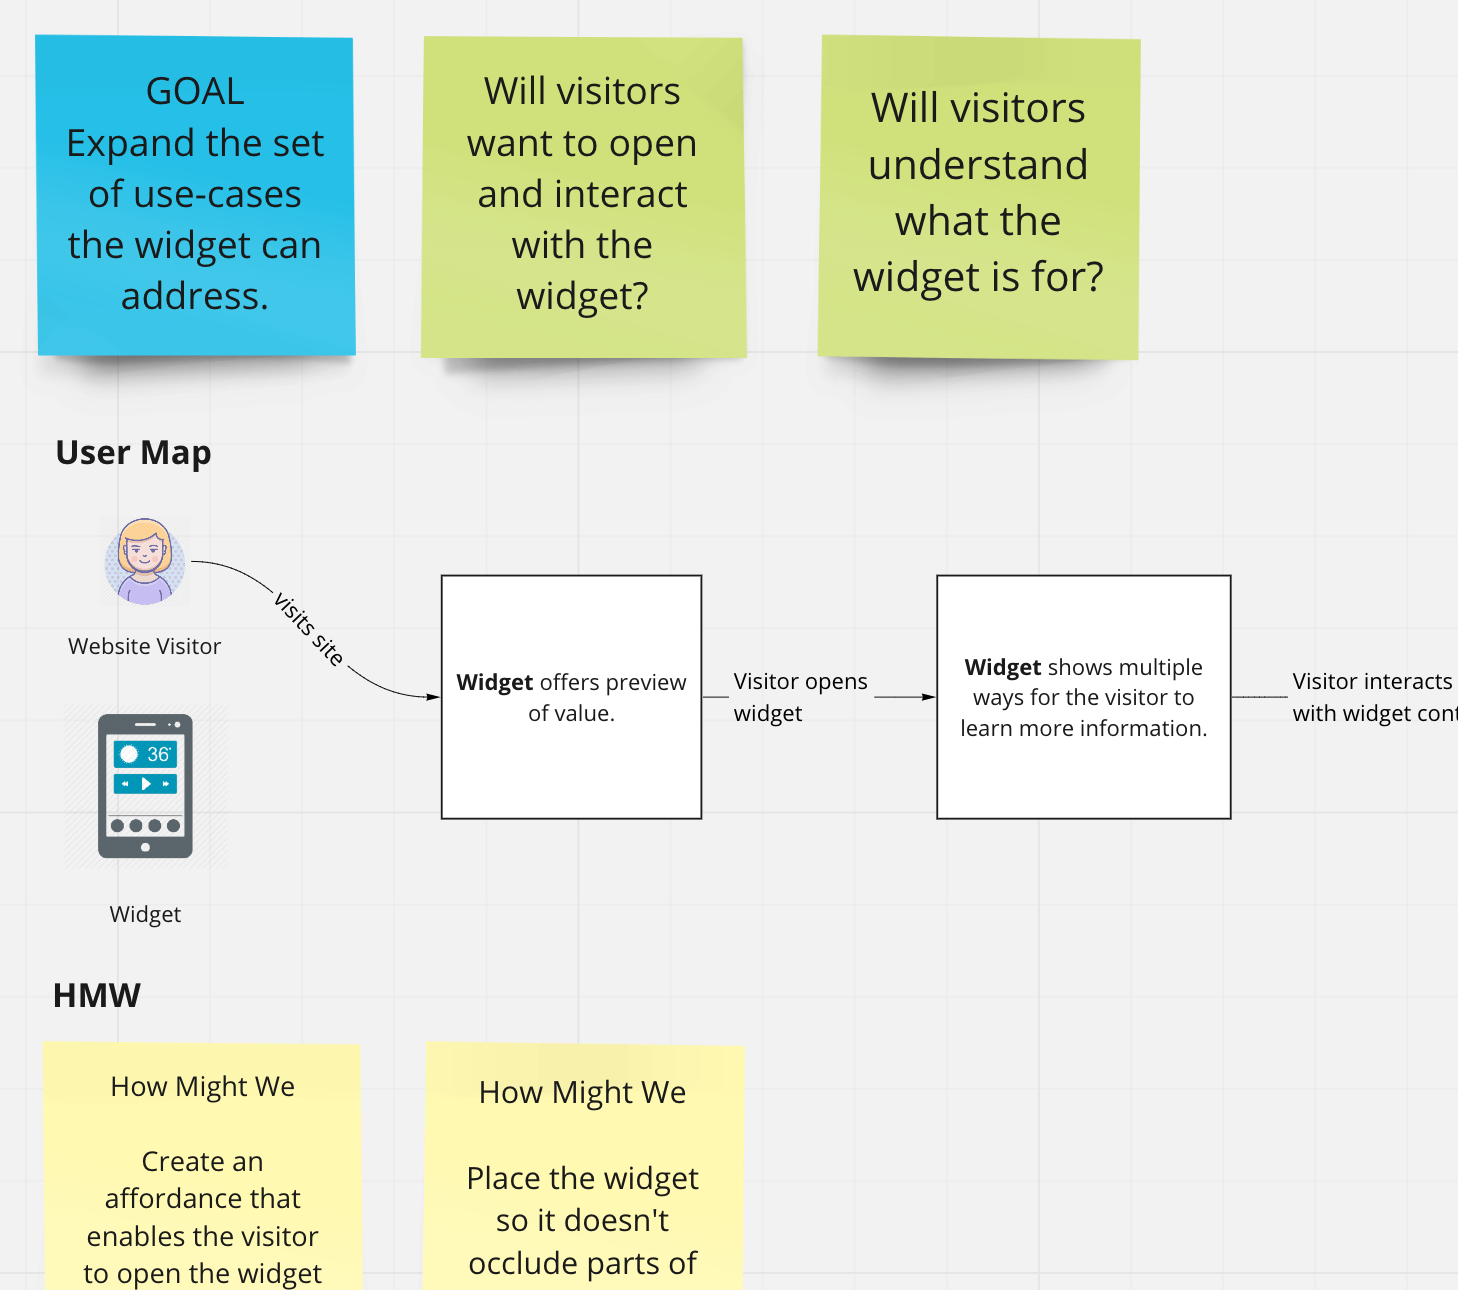 GOAL
Expand the set
of use-cases
the widget can
address.
Will visitors
want to open
and interact
with the
widget?
Will visitors
understand
what the
widget is for?
User Map
Website Visitor
visits site
Widget offers preview
of value.
Visitor opens
widget
Widget shows multiple
ways for the visitor to
learn more information.
Visitor interacts
with widget cont
36°
Widget
HMW
How Might We
Create an
affordance that
enables the visitor
to open the widget
How Might We
Place the widget
so it doesn't
occlude parts of